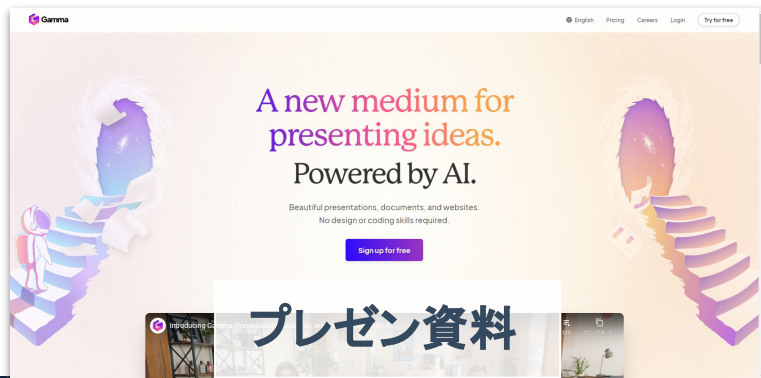 Gamma
English Pricing Careers Login Try for free
A new medium for
presenting ideas.
Powered by AI.
Beautiful presentations, documents, and websites.
No design or coding skills required.
Sign up for free
Introducing
プレゼン資料